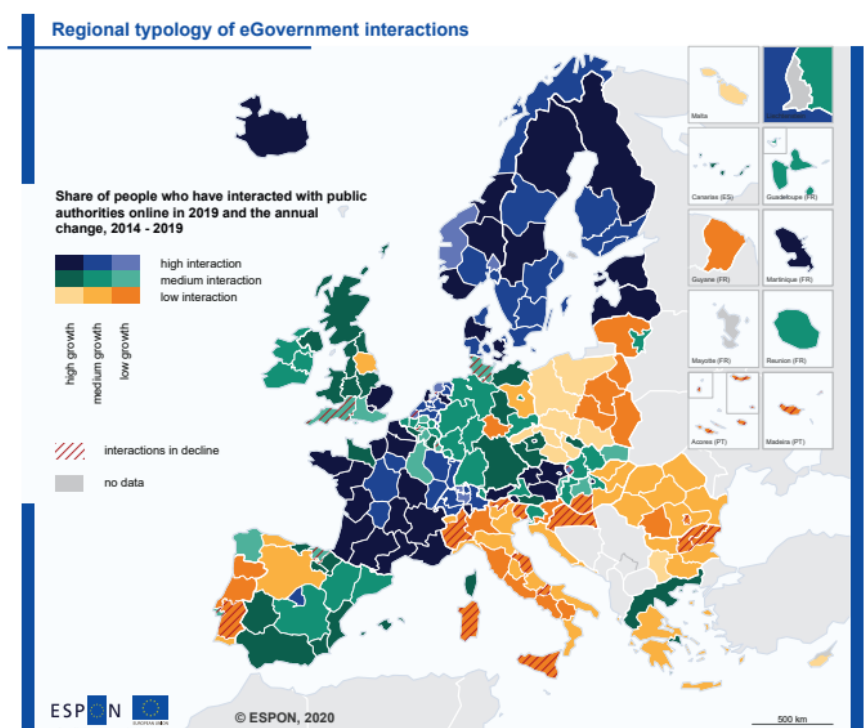 Regional typology of eGovernment interactions
Malta
Canarias (ES)
Guadeloupe (FR)
Guyane (FR)
Martinique (FR)
Mayotte (FR)
Reunion (FR)
Azores (PT)
Madeira (PT)
Share of people who have interacted with public
authorities online in 2019 and the annual
change, 2014 - 2019
high interaction
medium interaction
low interaction
high growth
medium growth
low growth
interactions in decline
no data
ESPON
EUROPEAN UNION
© ESPON, 2020
500 km